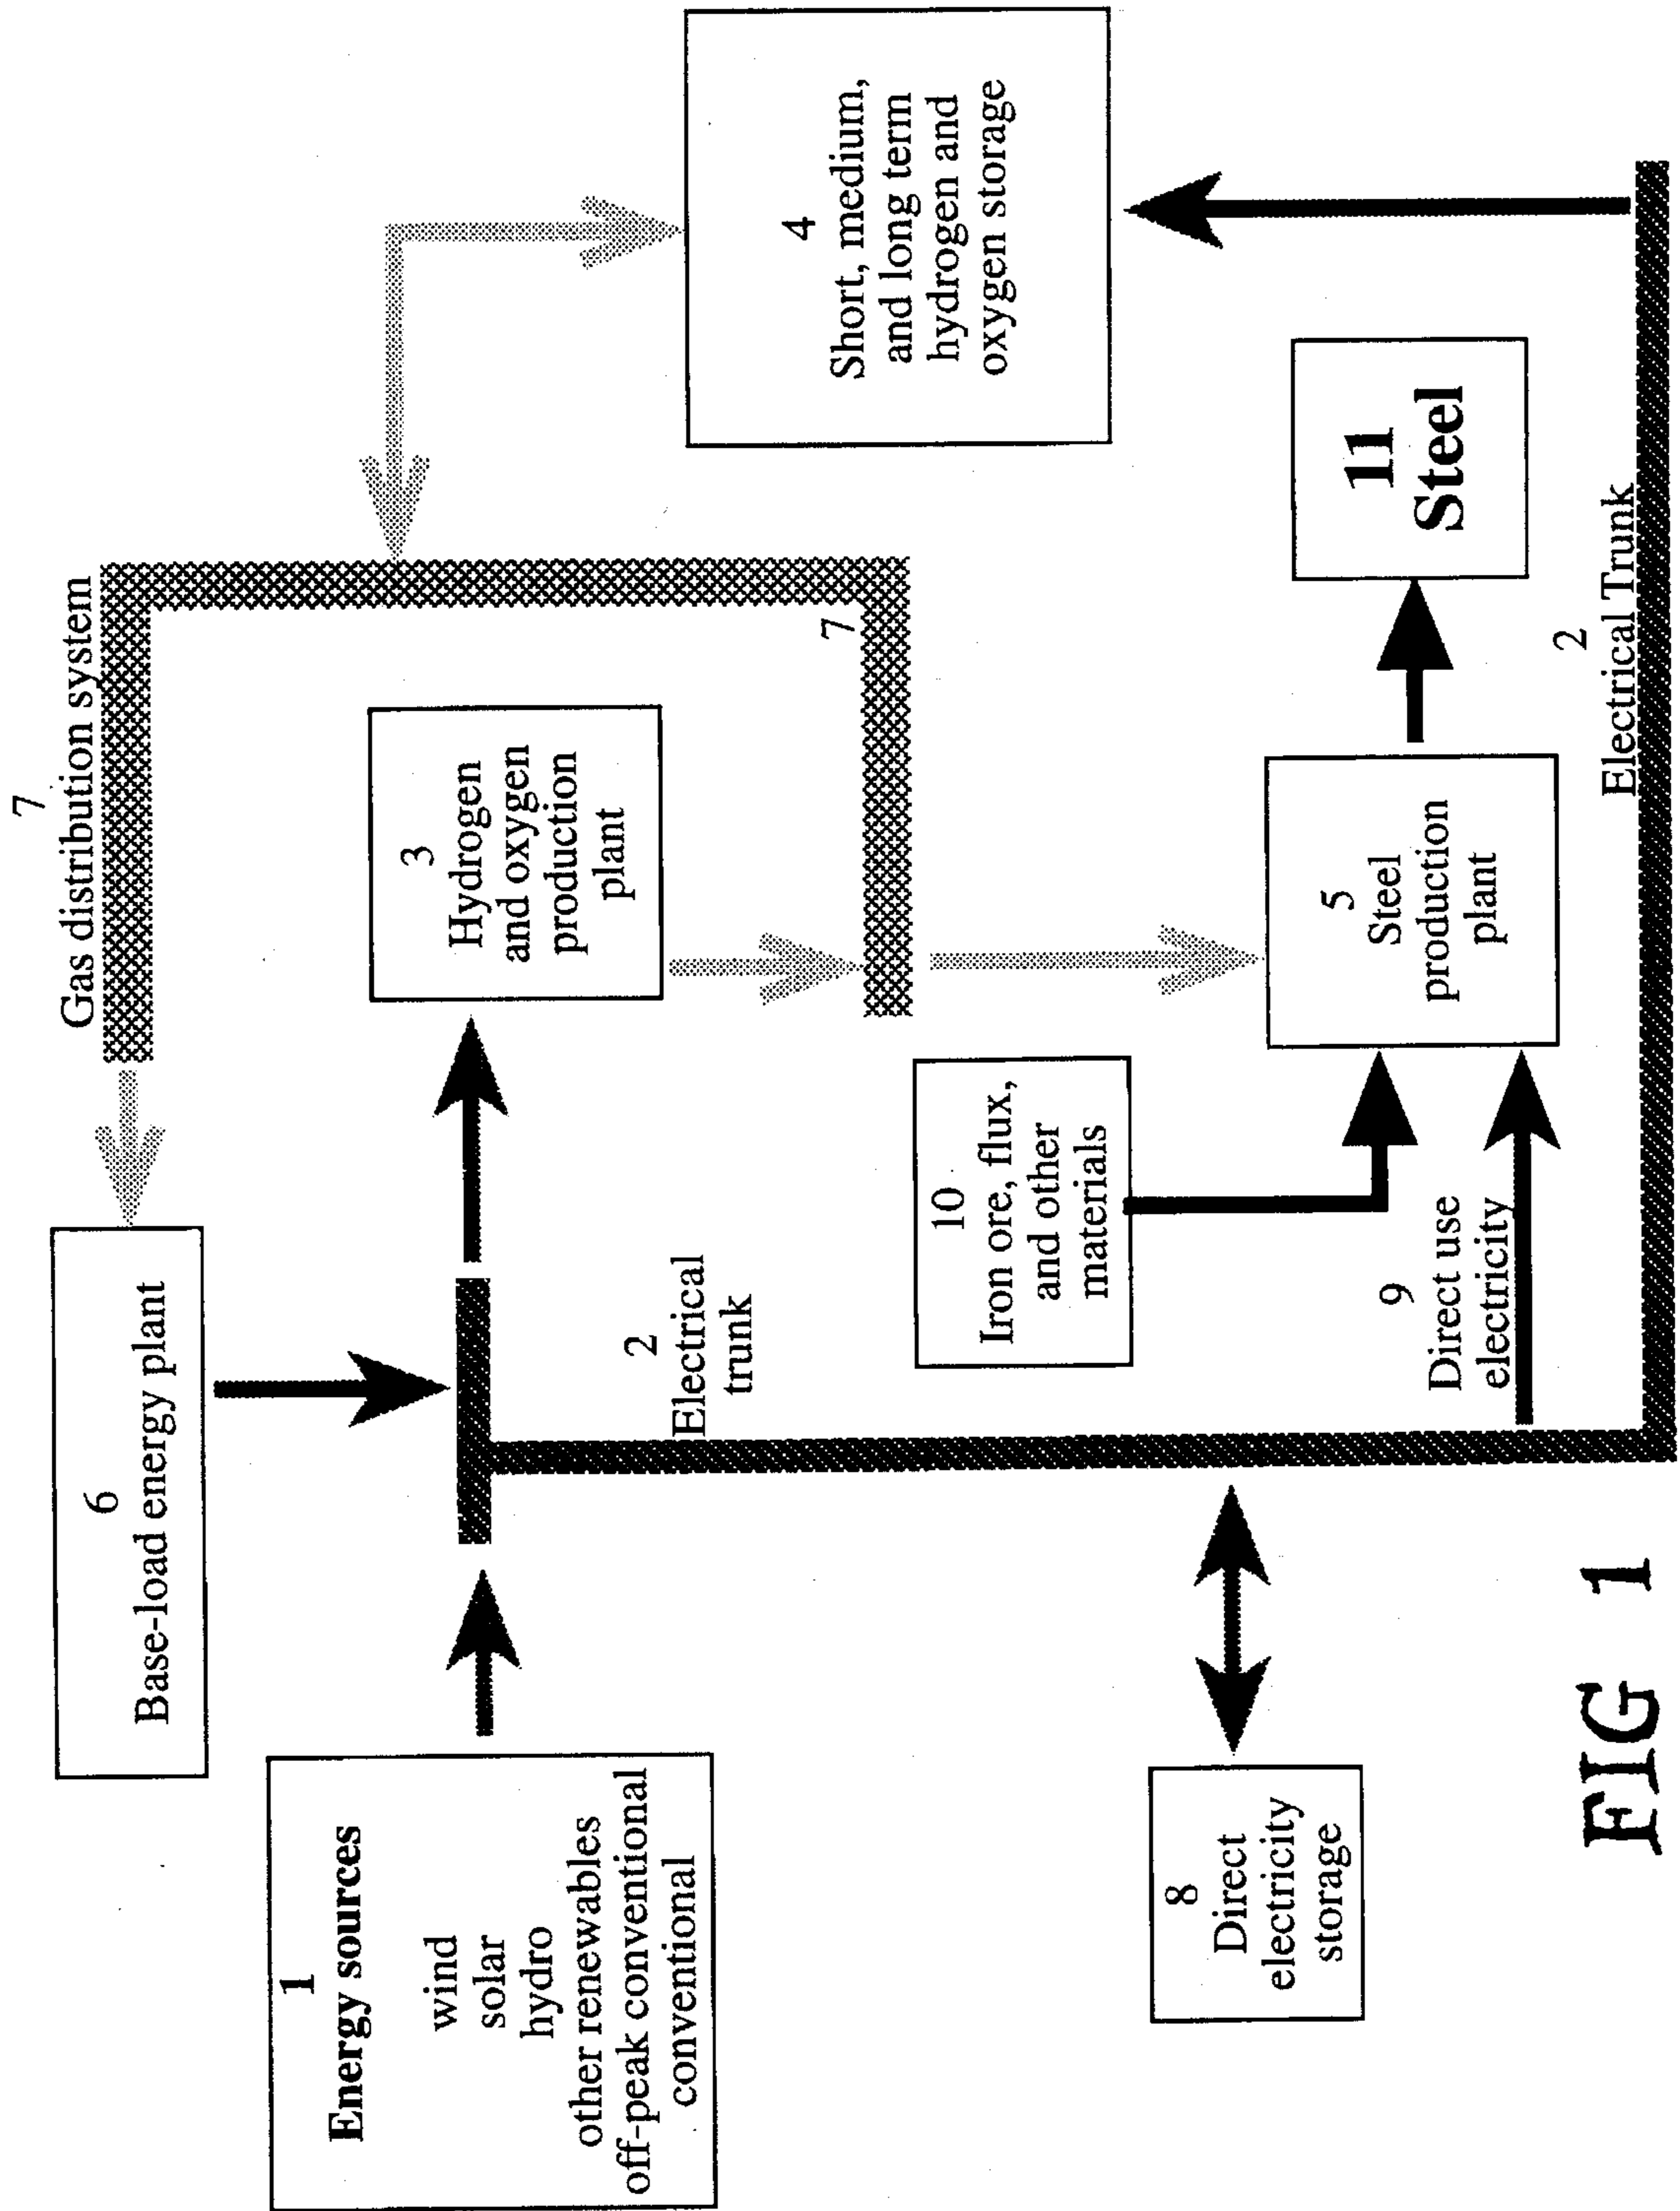 1
Energy sources
wind
solar
hydro
other renewables
off-peak conventional
conventional
6
Base-load energy plant
7
Gas distribution system
3
Hydrogen
and oxygen
production
plant
7
4
Short, medium,
and long term
hydrogen and
oxygen storage
2
Electrical
trunk
10
Iron ore, flux,
and other
materials
8
Direct
electricity
storage
9
Direct use
electricity
5
Steel
production
plant
11
Steel
2
Electrical Trunk
FIG 1